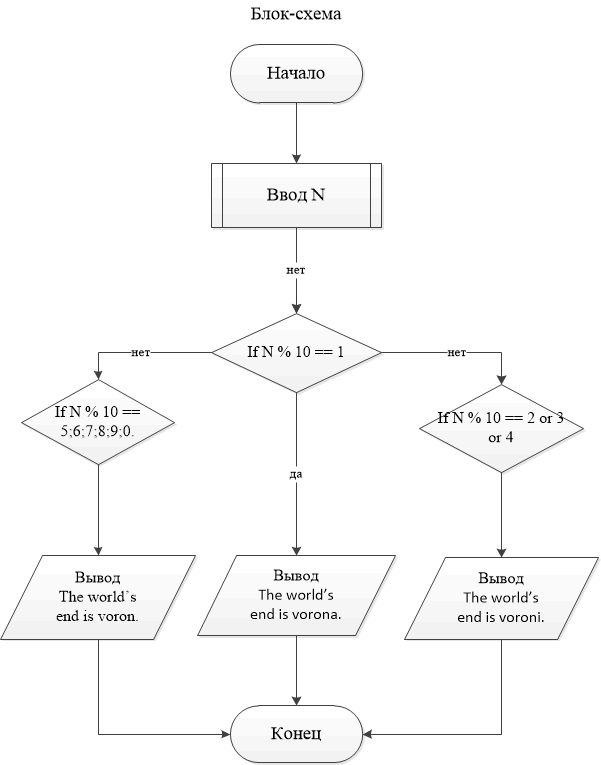 Блок-схема
Начало
Ввод N
нет
If N % 10 == 1
нет
нет
If N % 10 ==
5;6;7;8;9;0.
If N % 10 == 2 or 3
or 4
да
Вывод
The world`s
end is voron.
Вывод
The world’s
end is vorona.
Вывод
The world’s
end is voroni.
Конец